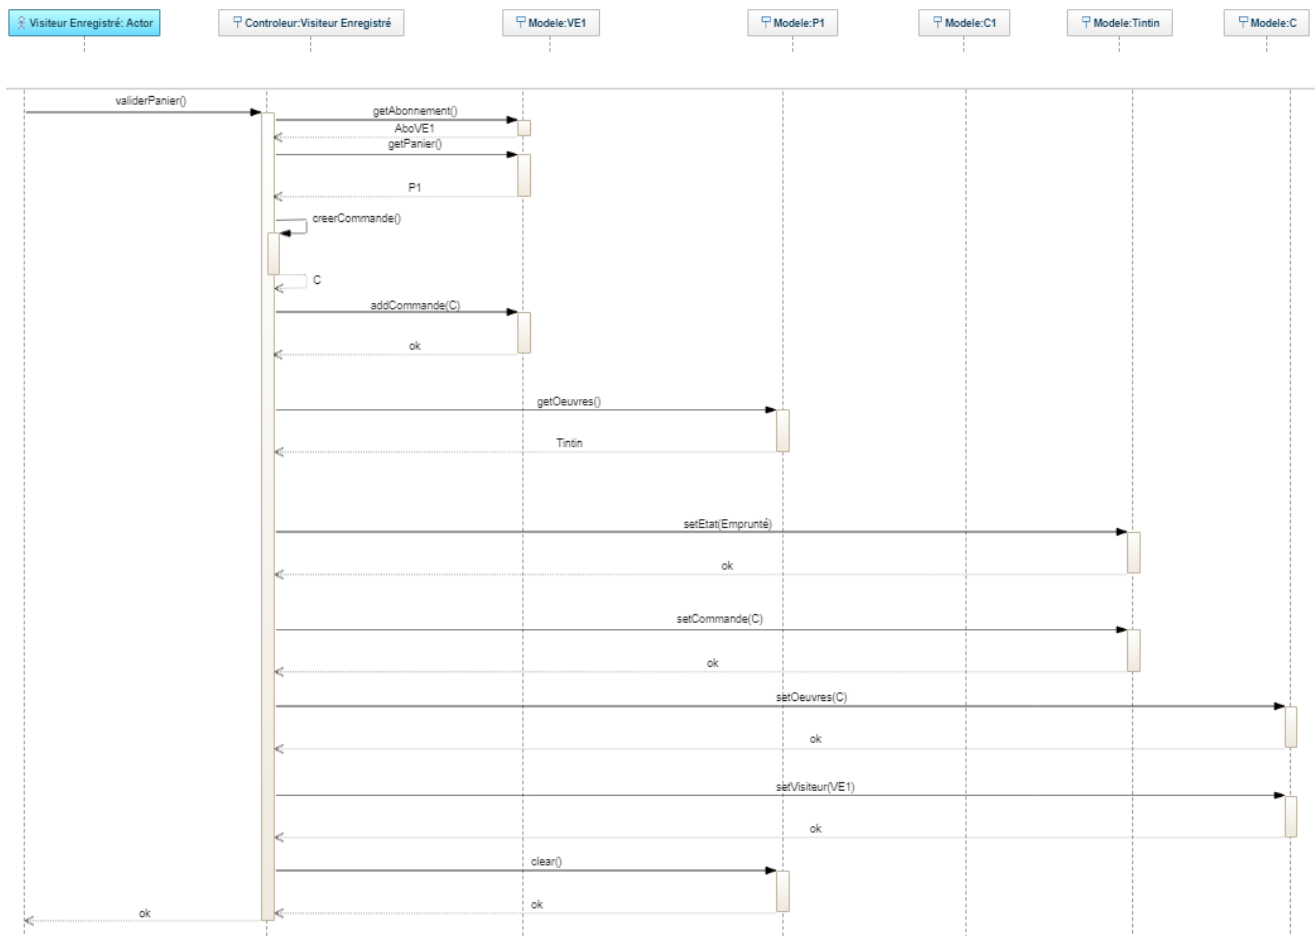 Visiteur Enregistré: Actor
Controleur:Visiteur Enregistré
Modele:VE1
Modele:P1
Modele:C1
Modele:Tintin
Modele:C
validerPanier()
getAbonnement()
AboVE1
getPanier()
P1
creerCommande()
C
addCommande(C)
ok
getOeuvres()
Tintin
setEtat(Emprunté)
ok
setCommande(C)
ok
setOeuvres(C)
ok
setVisiteur(VE1)
ok
clear()
ok
ok